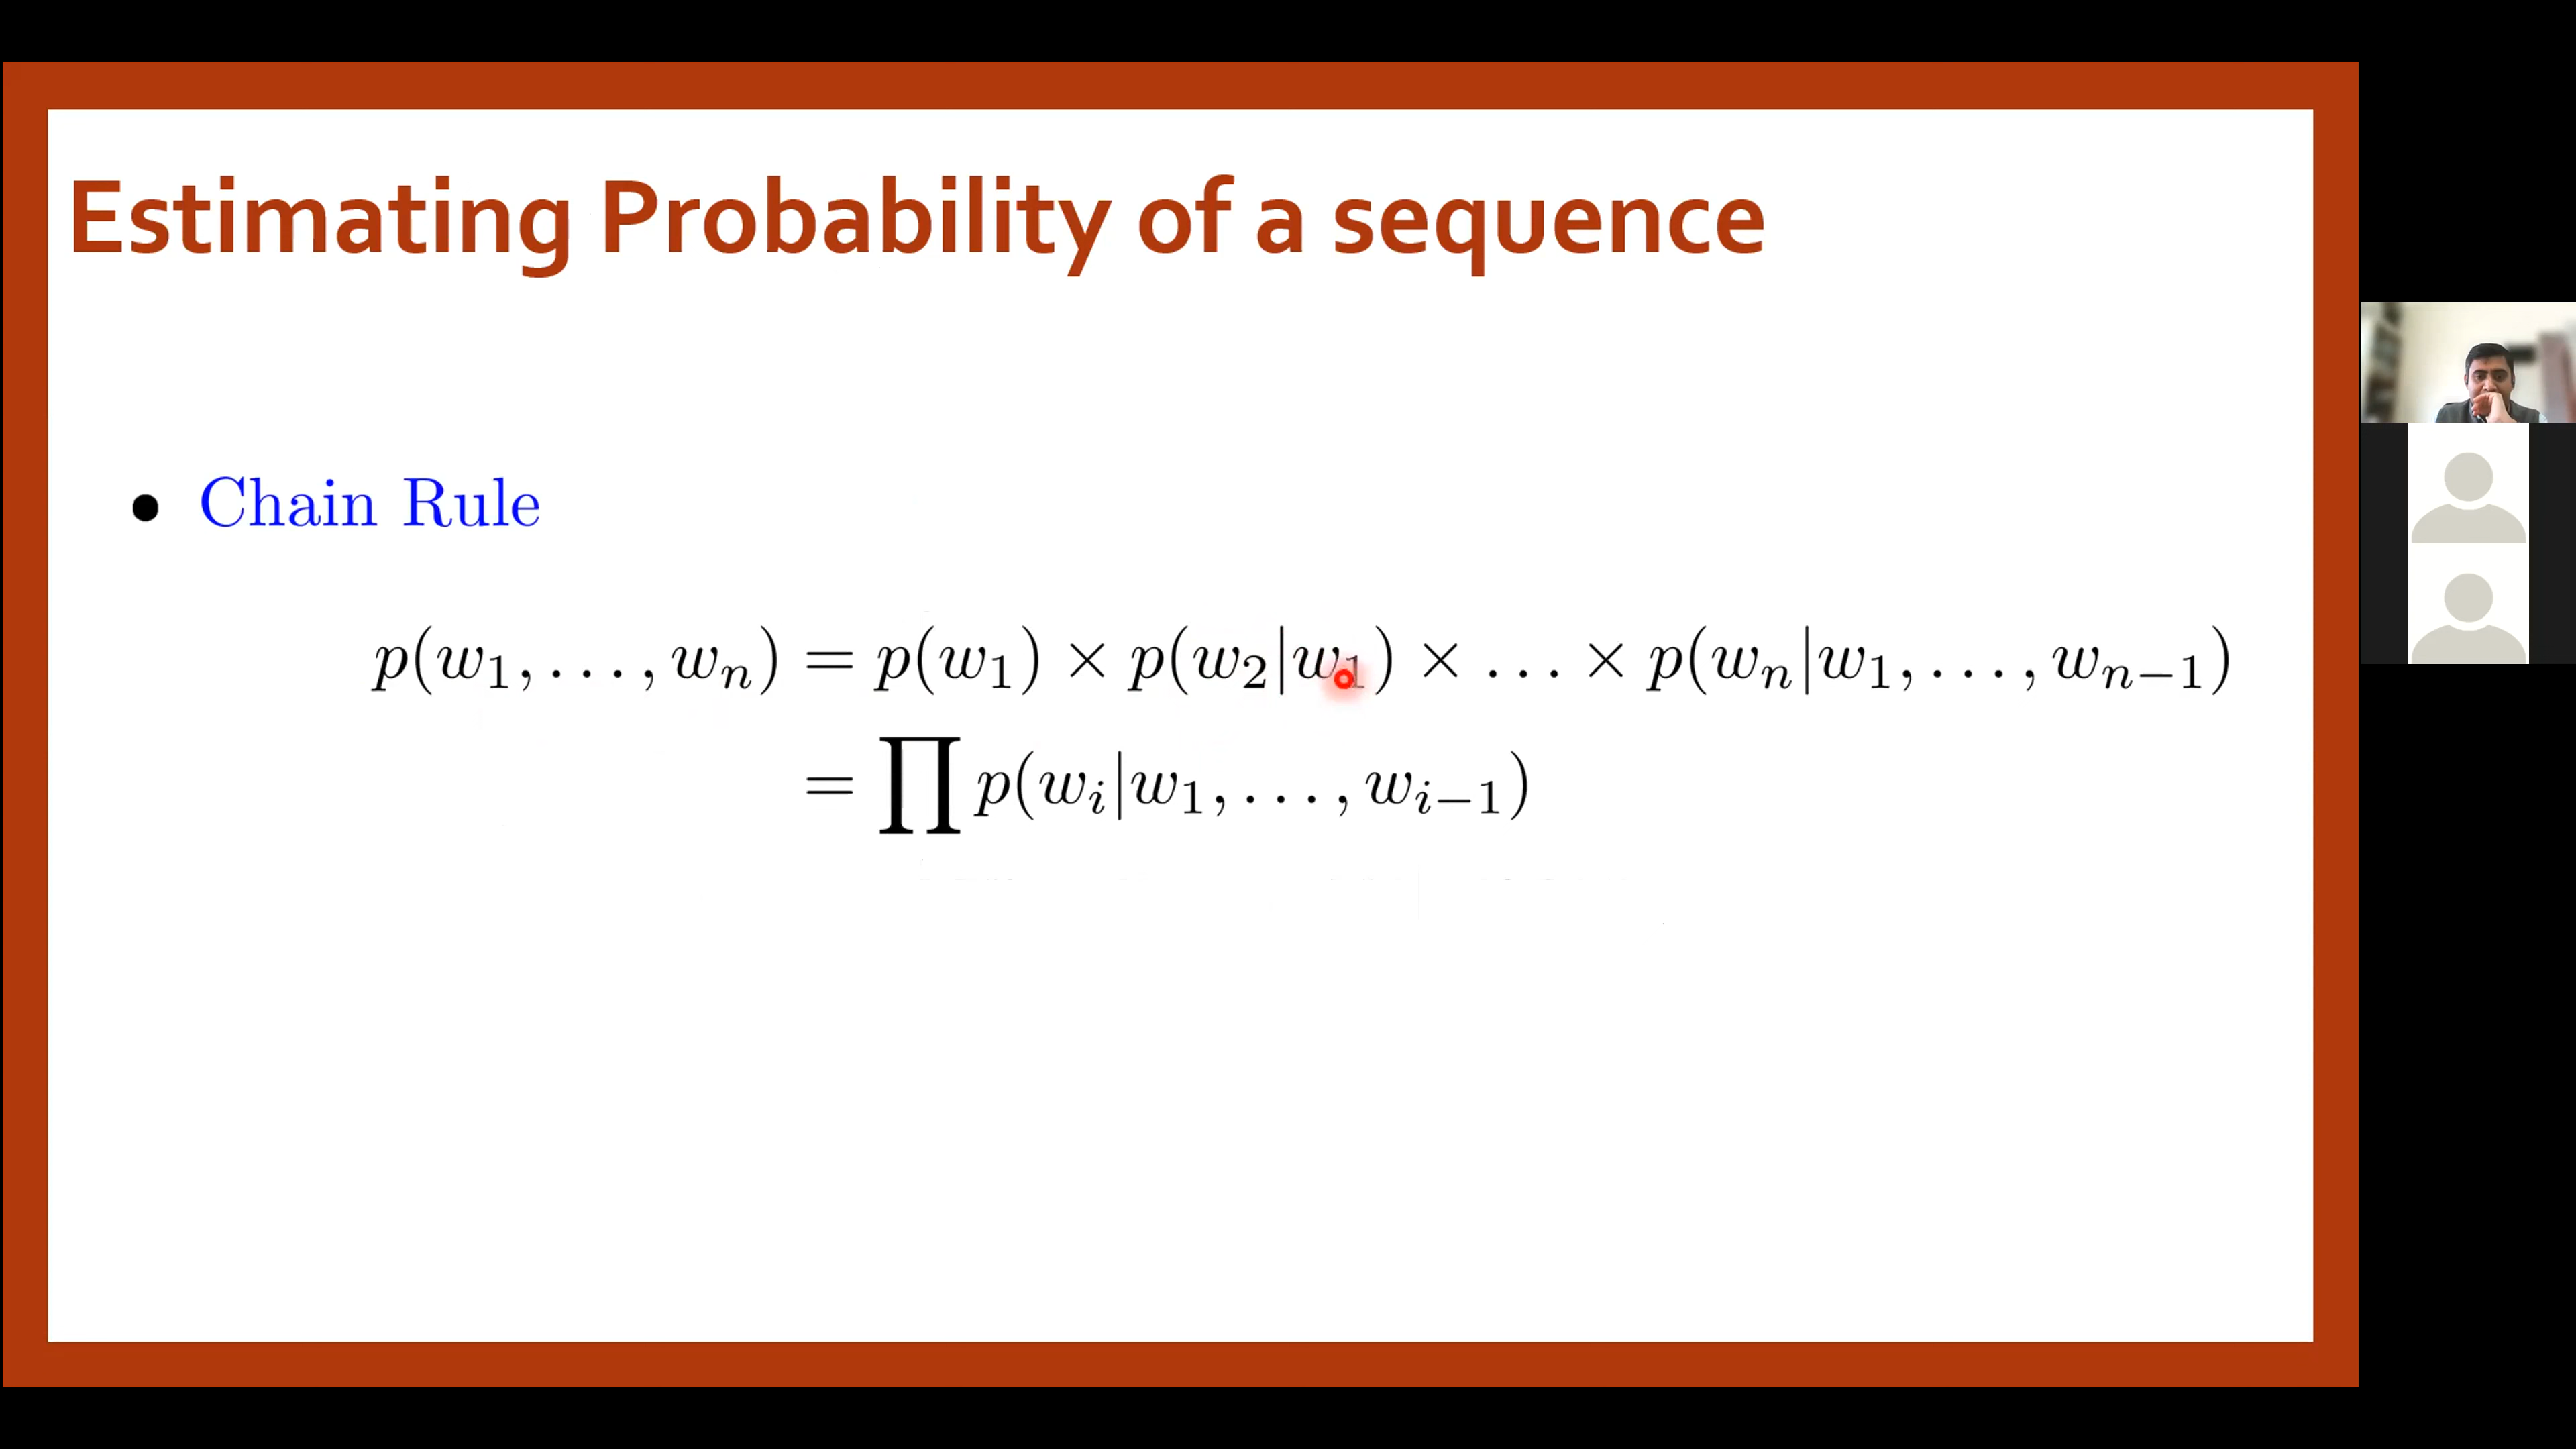 Estimating Probability of a sequence
• Chain Rule
p(w₁, . . . , wₙ) = p(w₁) × p(w₂|w₁) × . . . × p(wₙ|w₁, . . . , wₙ₋₁)
= ∏ p(wᵢ|w₁, . . . , wᵢ₋₁)